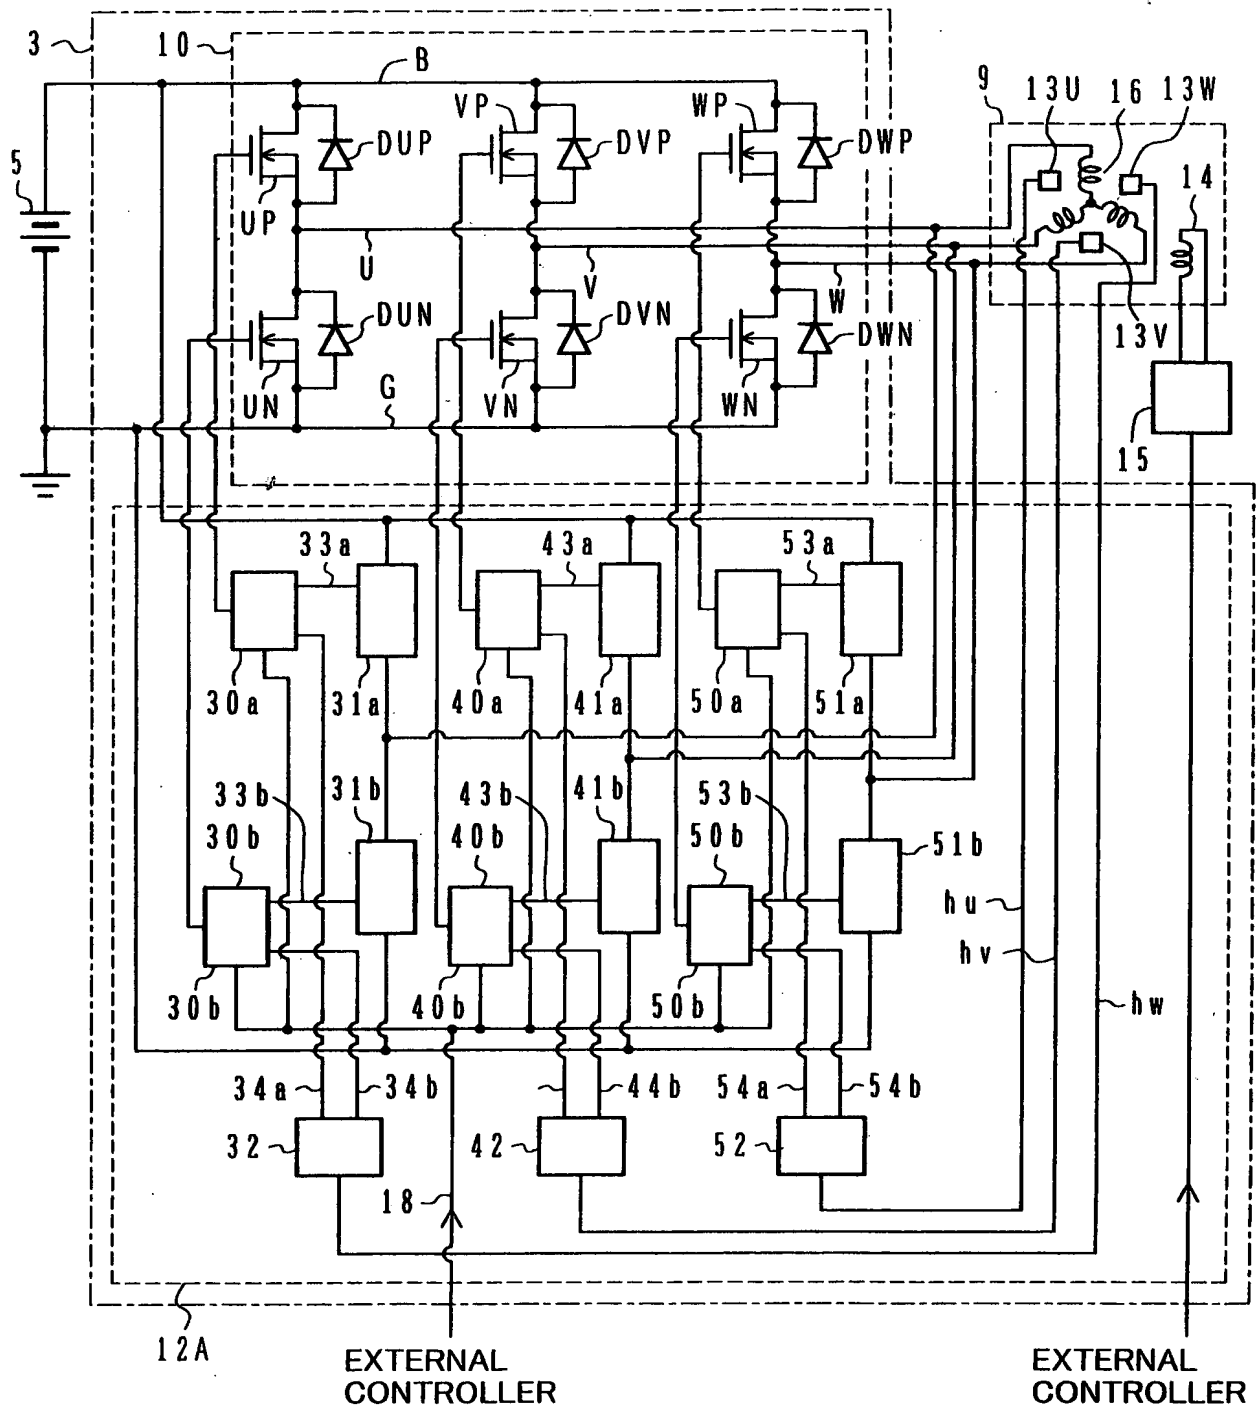 3
10
B
9
13U
16
13W
VP
WP
5
DUP
DVP
DWP
14
UP
U
V
W
DUN
DVN
DWN
13V
UN
G
VN
WN
15
33a
43a
53a
30a
31a
40a
41a
50a
51a
33b
31b
43b
41b
53b
30b
40b
50b
51b
hu
hv
30b
40b
50b
hw
34a
34b
44b
54a
54b
32
42
52
18
12A
EXTERNAL
CONTROLLER
EXTERNAL
CONTROLLER